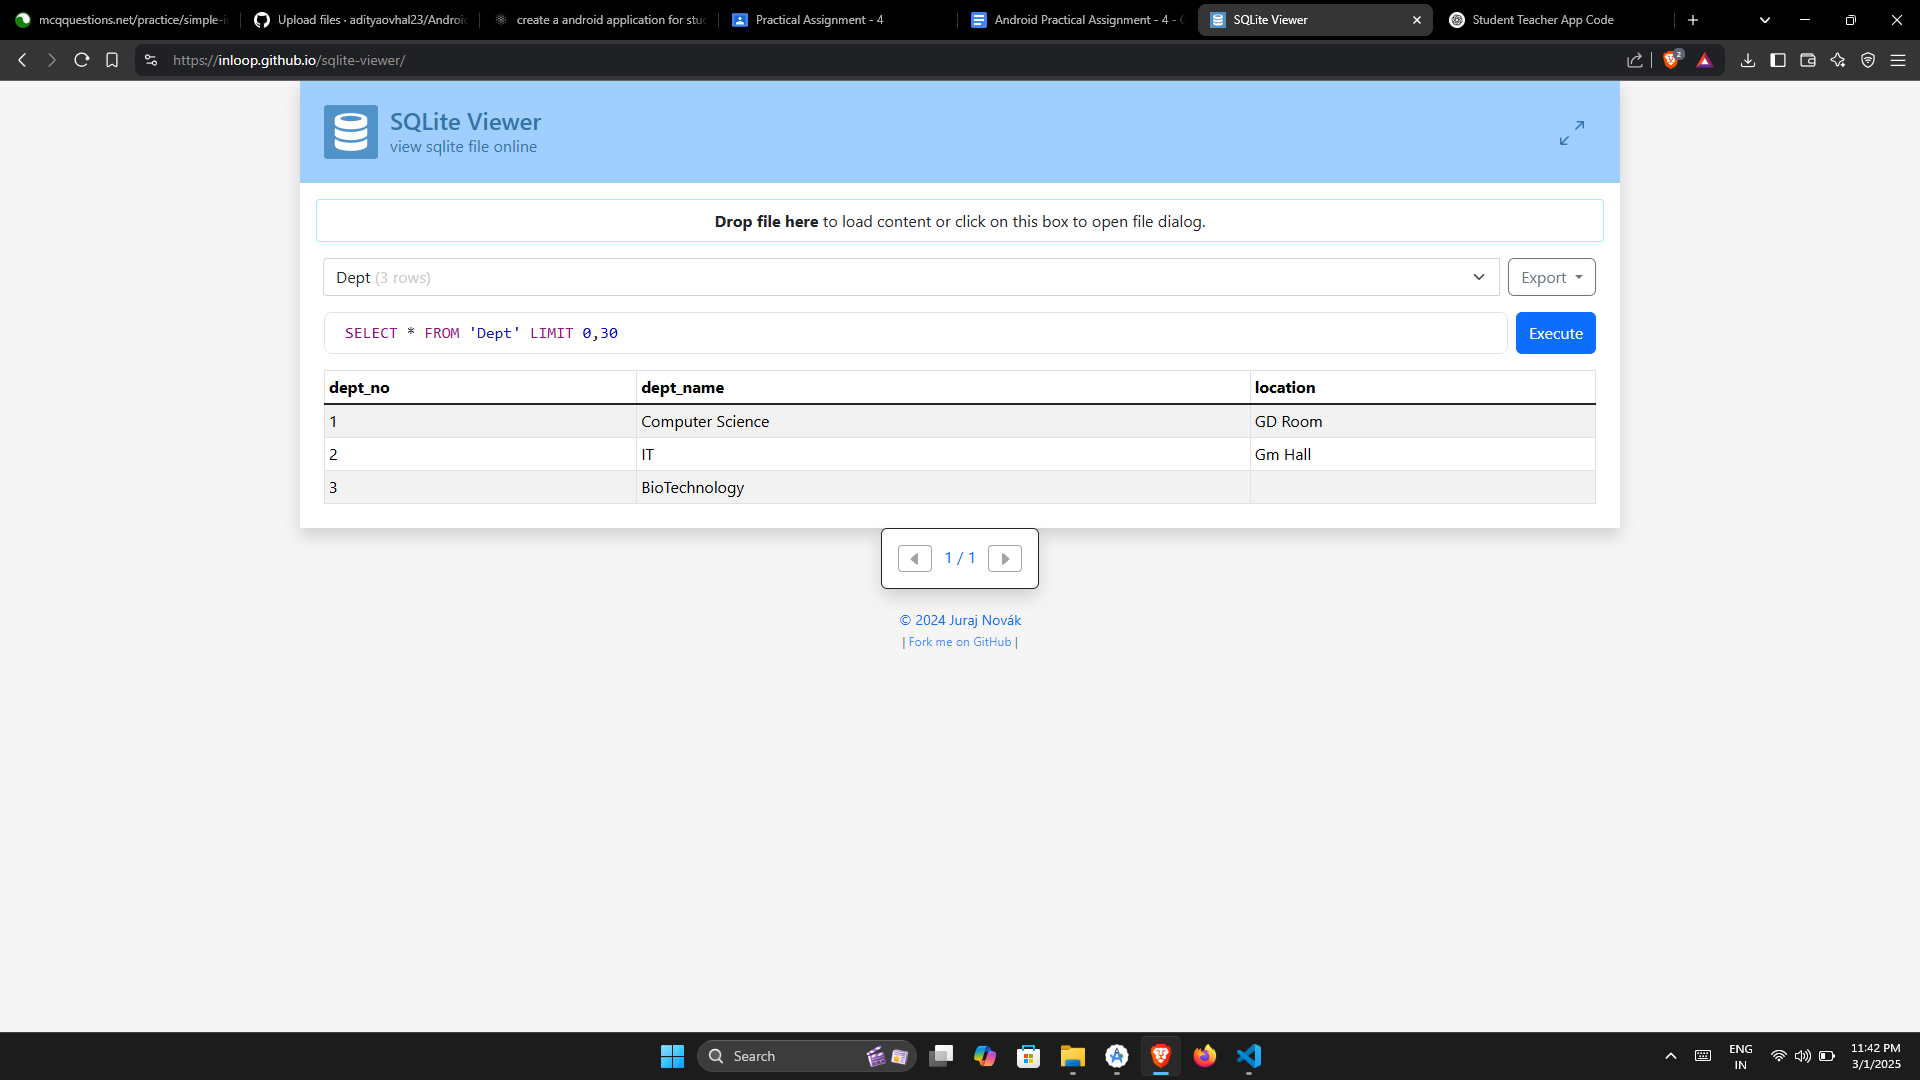 mcqquestions.net/practice/simple-i
Upload files · adityaovhal23/Androi
create a android application for stu
Practical Assignment - 4
Android Practical Assignment - 4 -
SQLite Viewer
Student Teacher App Code
https://inloop.github.io/sqlite-viewer/
2
SQLite Viewer
view sqlite file online
Drop file here to load content or click on this box to open file dialog.
Dept (3 rows)
Export
SELECT * FROM 'Dept' LIMIT 0,30
Execute
dept_no dept_name location
1 Computer Science GD Room
2 IT Gm Hall
3 BioTechnology
1 / 1
© 2024 Juraj Novák
| Fork me on GitHub |
Search
ENG
IN
11:42 PM
3/1/2025